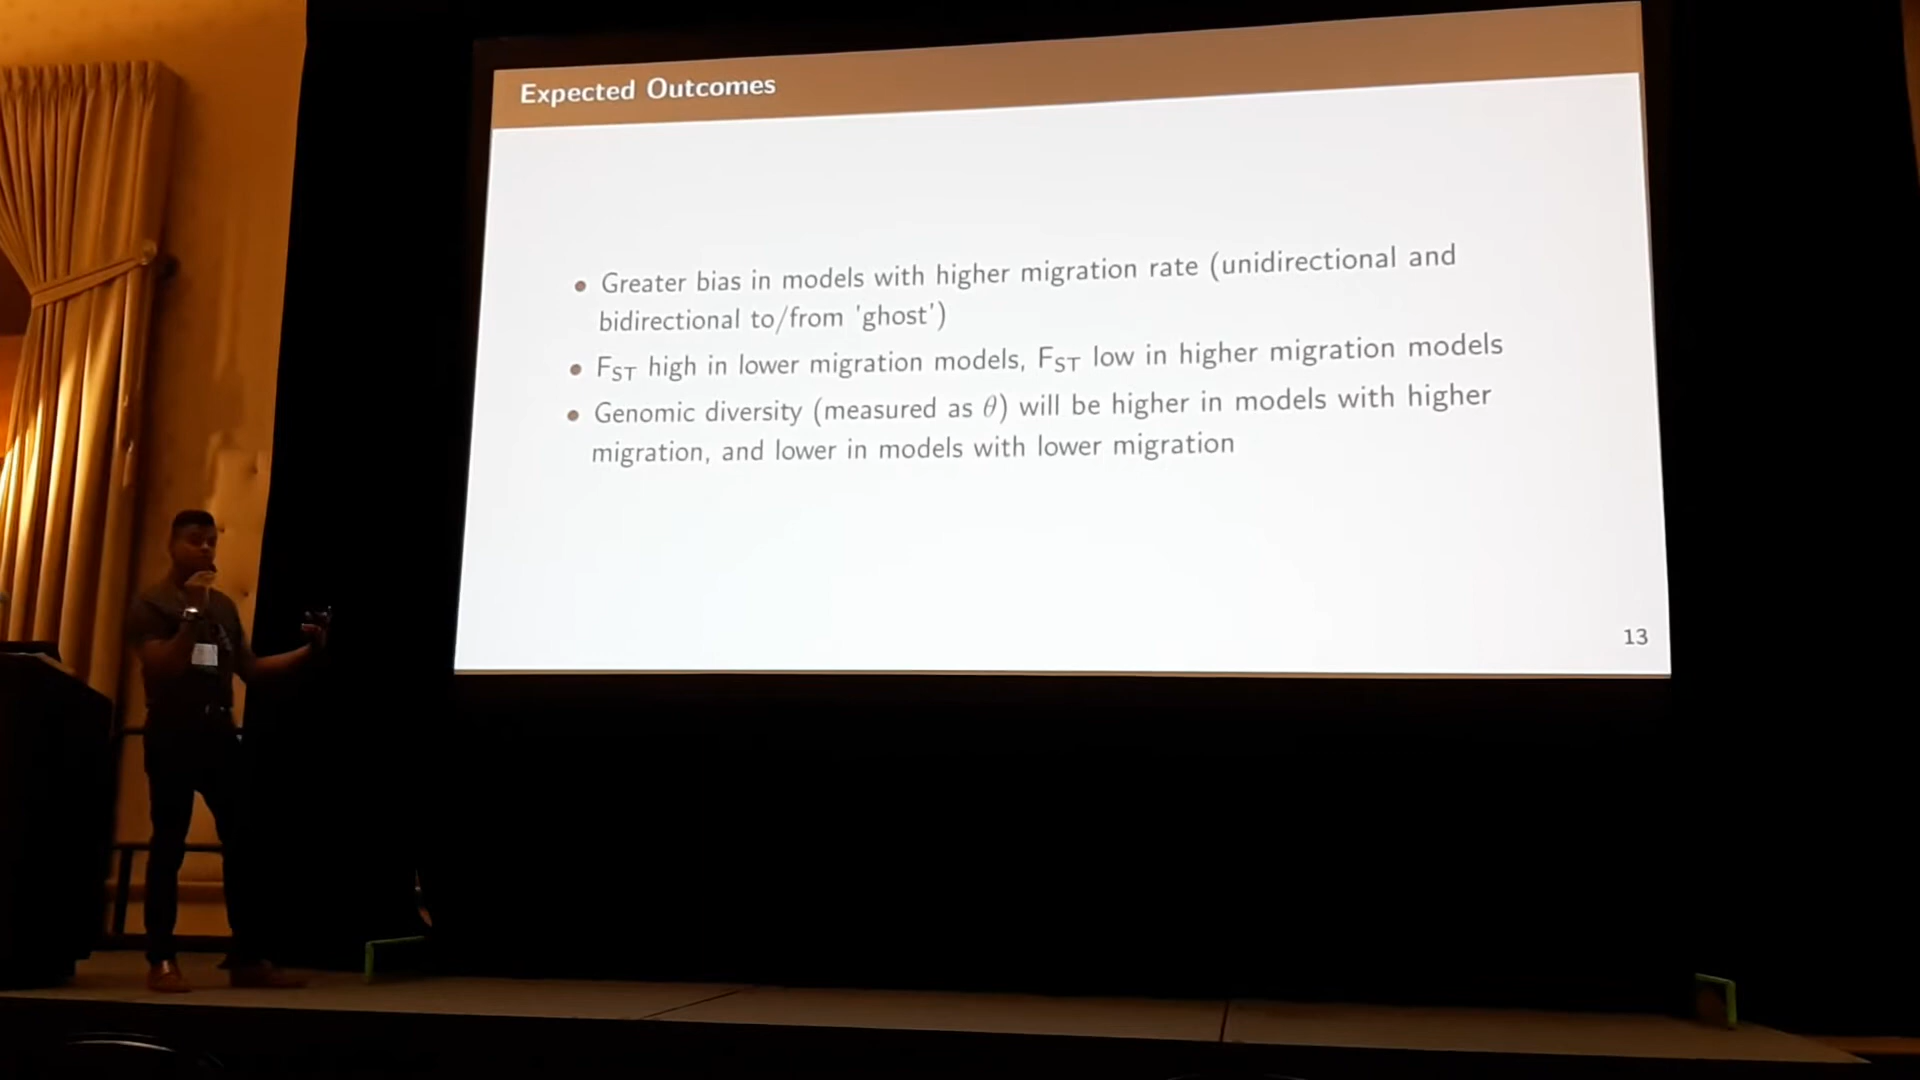 Expected Outcomes
• Greater bias in models with higher migration rate (unidirectional and
bidirectional to/from 'ghost')
• FST high in lower migration models, FST low in higher migration models
• Genomic diversity (measured as θ) will be higher in models with higher
migration, and lower in models with lower migration
13